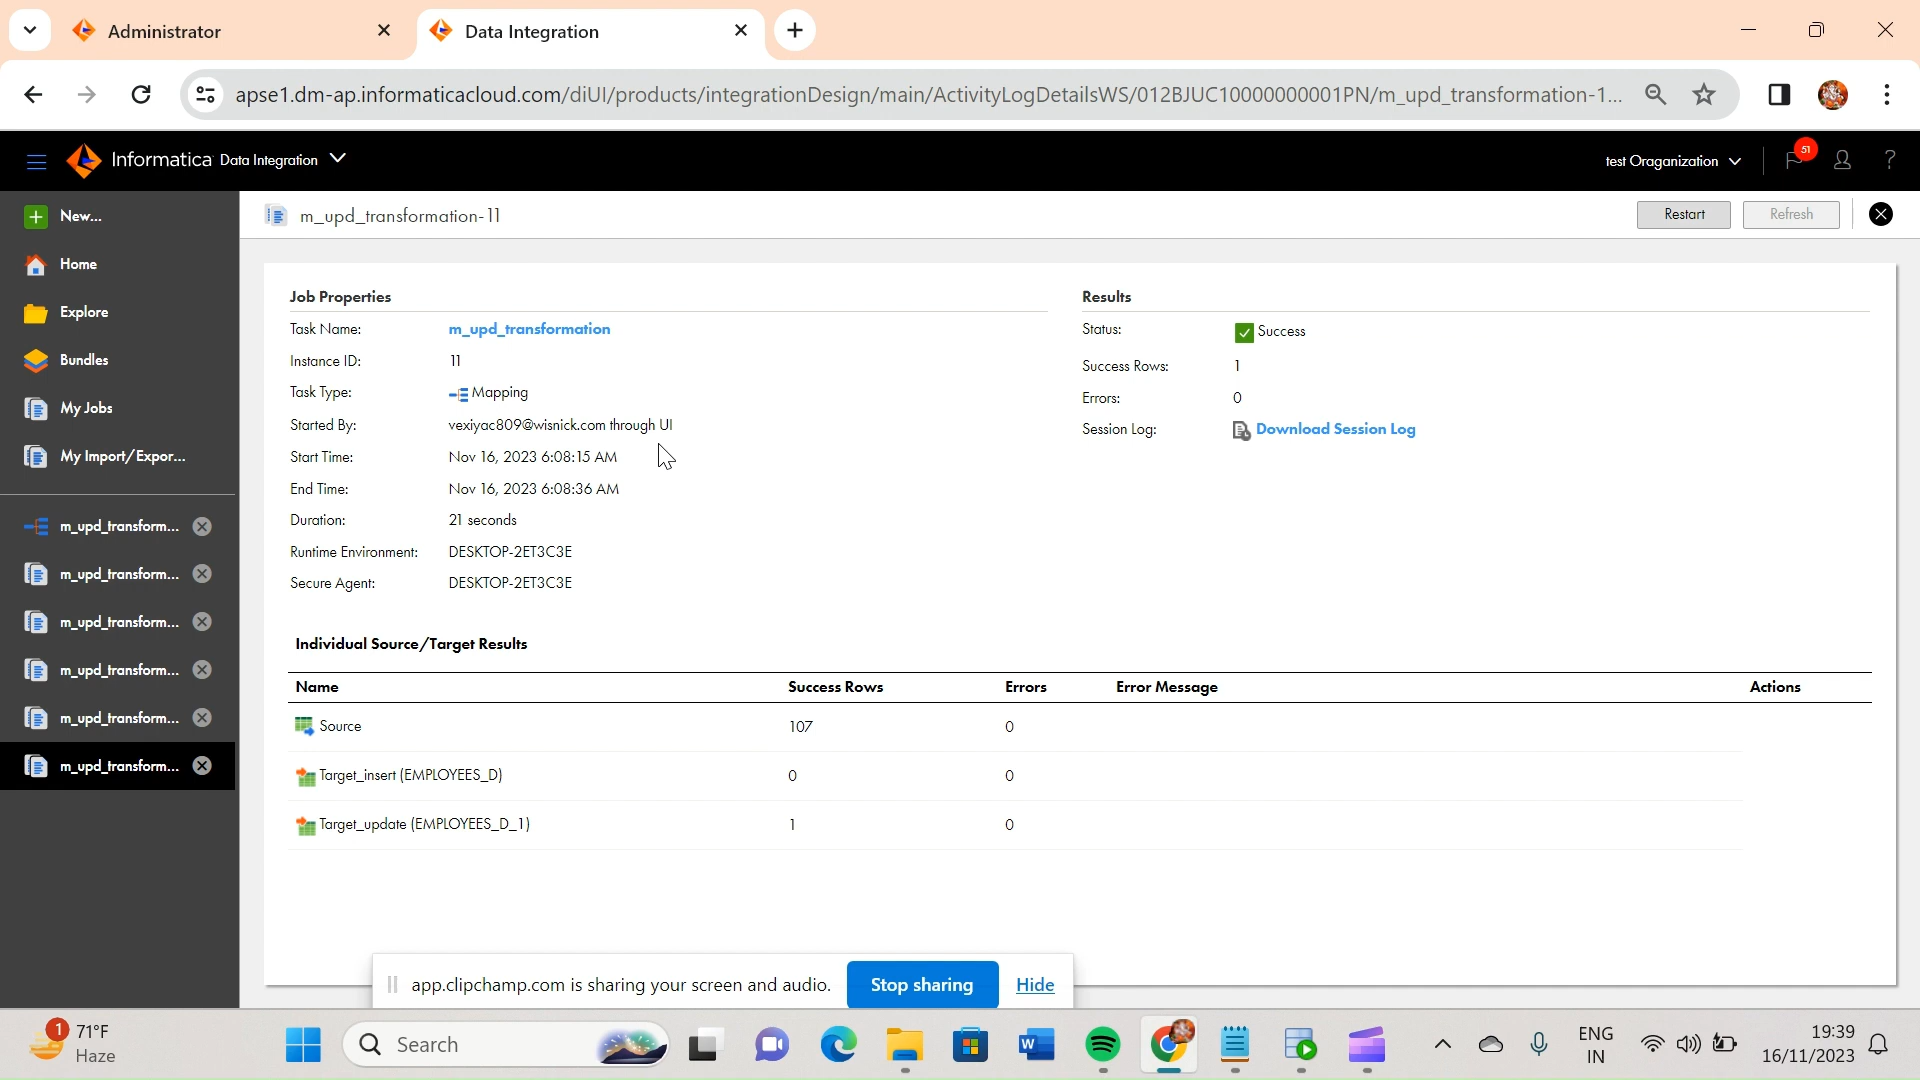 Administrator
Data Integration
apse1.dm-ap.informaticacloud.com/diUI/products/integrationDesign/main/ActivityLogDetailsWS/012BJUC10000000001PN/m_upd_transformation-1...
Informatica Data Integration
test Oraganization
51
?
New...
Home
Explore
Bundles
My Jobs
My Import/Expor...
m_upd_transform...
m_upd_transform...
m_upd_transform...
m_upd_transform...
m_upd_transform...
m_upd_transform...
m_upd_transformation-11
Restart
Refresh
Job Properties
Task Name: m_upd_transformation
Instance ID: 11
Task Type: Mapping
Started By: vexiyac809@wisnick.com through UI
Start Time: Nov 16, 2023 6:08:15 AM
End Time: Nov 16, 2023 6:08:36 AM
Duration: 21 seconds
Runtime Environment: DESKTOP-2ET3C3E
Secure Agent: DESKTOP-2ET3C3E
Results
Status: Success
Success Rows: 1
Errors: 0
Session Log: Download Session Log
Individual Source/Target Results
Name Success Rows Errors Error Message Actions
Source 107 0
Target_insert (EMPLOYEES_D) 0 0
Target_update (EMPLOYEES_D_1) 1 0
app.clipchamp.com is sharing your screen and audio. Stop sharing Hide
1
71°F
Haze
Search
W
ENG
IN
19:39
16/11/2023